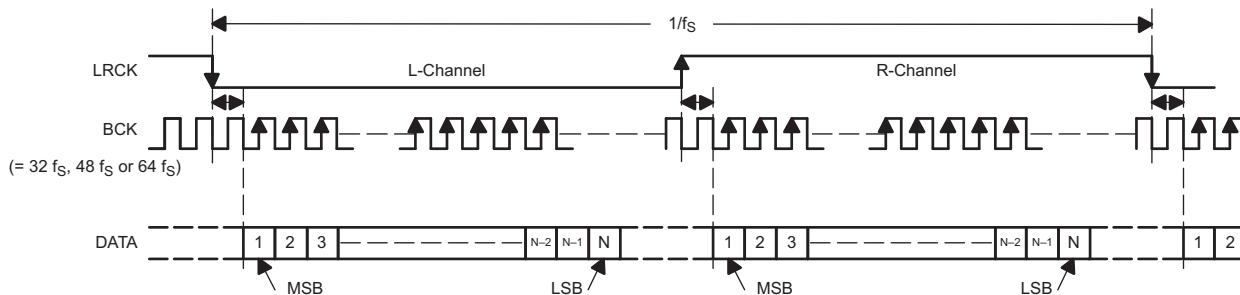 1/fS
LRCK
L-Channel
R-Channel
BCK
(= 32 fS, 48 fS or 64 fS)
DATA
1 2 3 N–2 N–1 N 1 2 3 N–2 N–1 N 1 2
MSB LSB MSB LSB